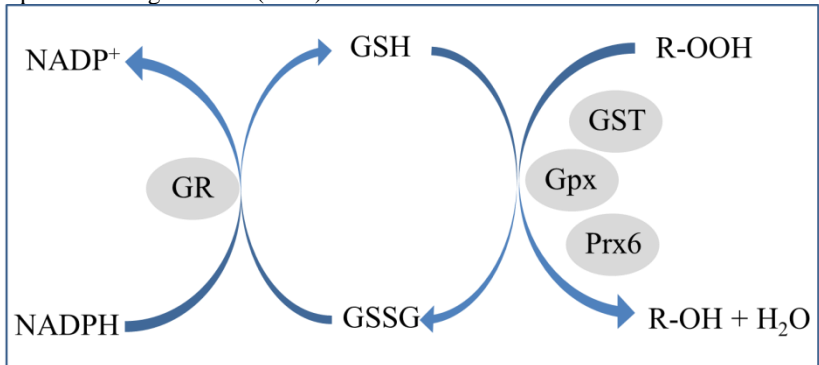 NADP⁺
GSH
R-OOH
GST
GR
Gpx
Prx6
NADPH
GSSG
R-OH + H₂O